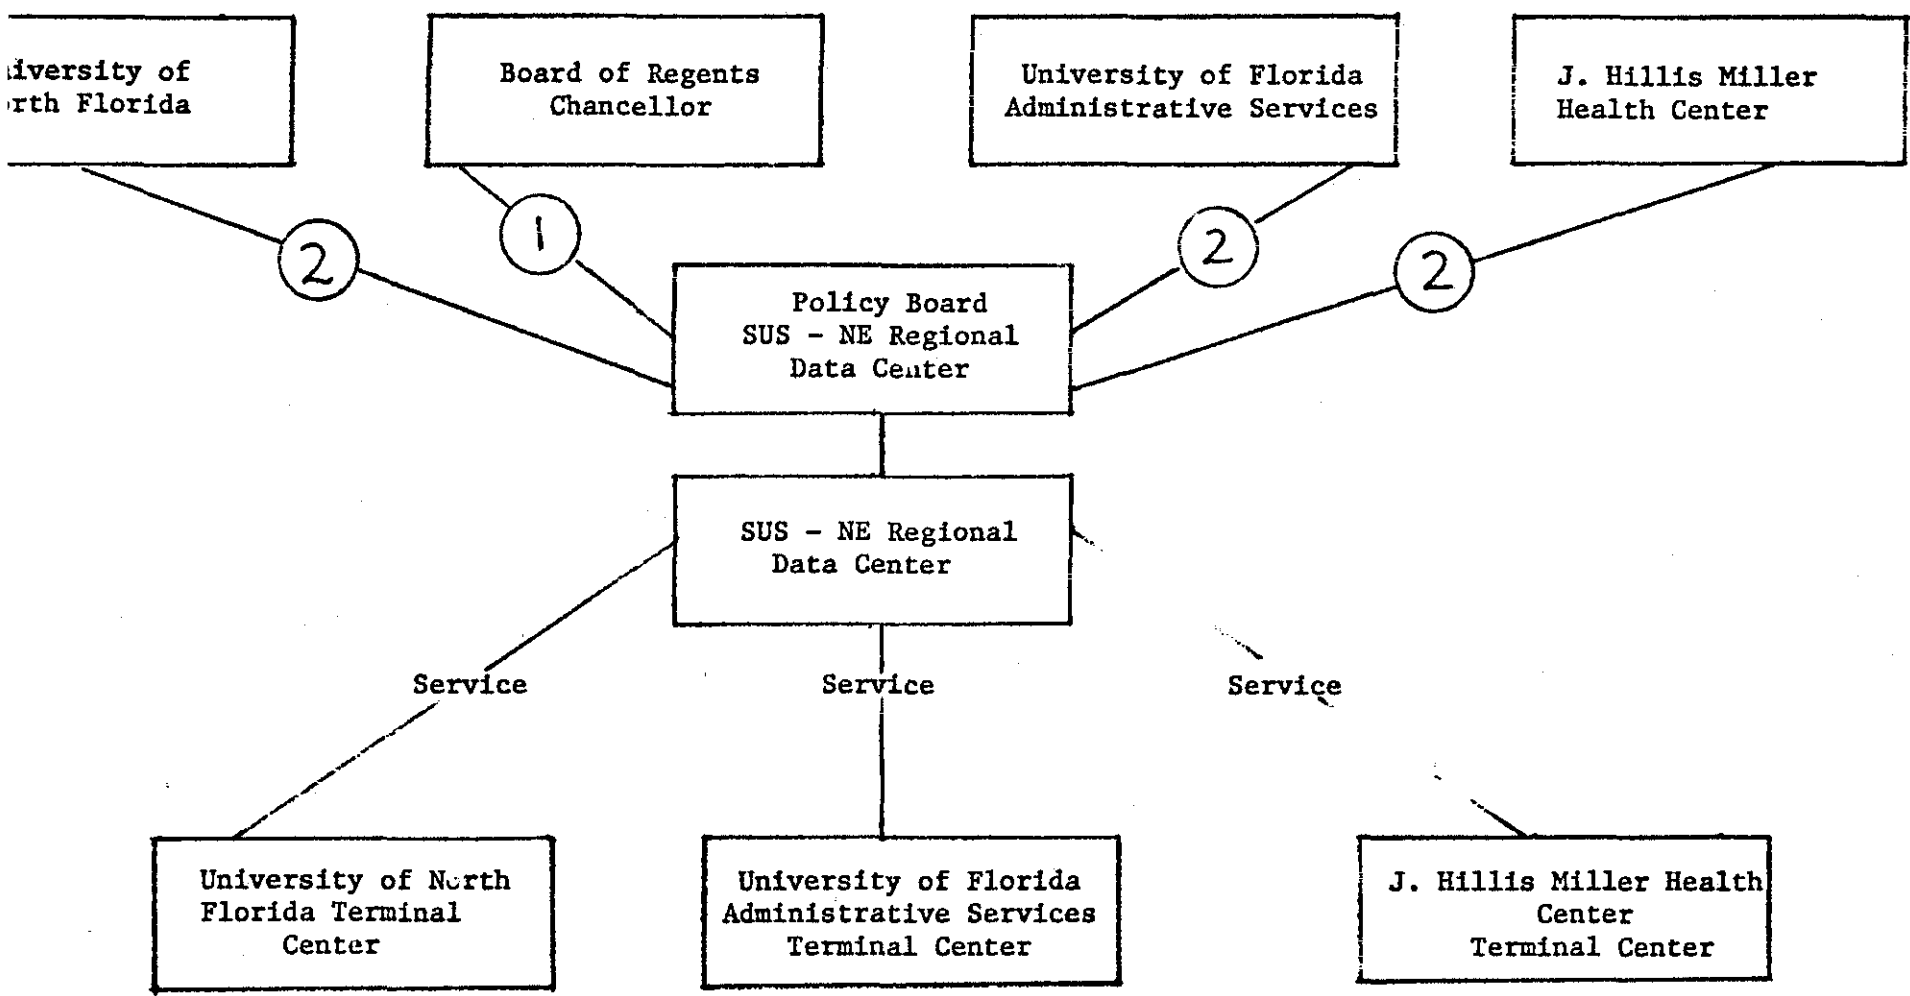 iversity of
rth Florida
Board of Regents
Chancellor
University of Florida
Administrative Services
J. Hillis Miller
Health Center
2
1
2
2
Policy Board
SUS - NE Regional
Data Center
SUS - NE Regional
Data Center
Service
Service
Service
University of North
Florida Terminal
Center
University of Florida
Administrative Services
Terminal Center
J. Hillis Miller Health
Center
Terminal Center